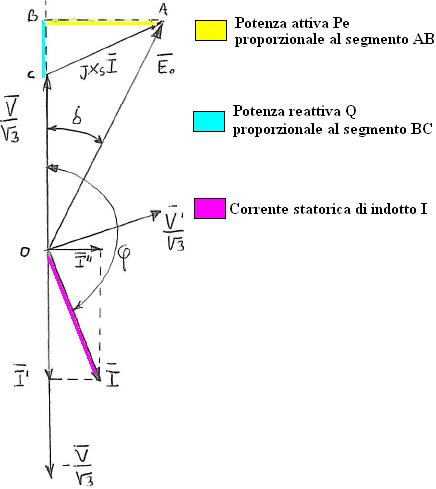 B
A
Potenza attiva Pe
proporzionale al segmento AB
C
jXsI̅
E̅o
V̅/√3
δ
Potenza reattiva Q
proporzionale al segmento BC
V̅'/√3
Corrente statorica di indotto I
O
I̅"
φ
I̅'
I̅
-V̅/√3